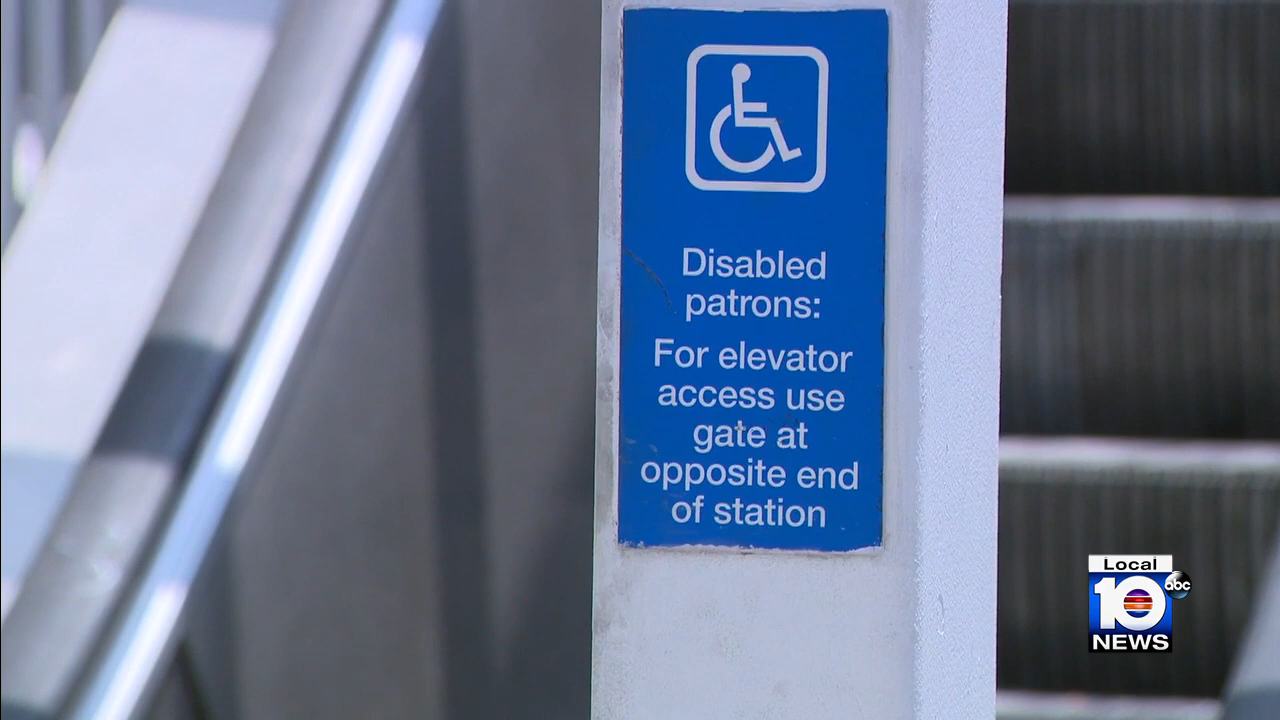 Disabled
patrons:
For elevator
access use
gate at
opposite end
of station
Local
10
abc
NEWS